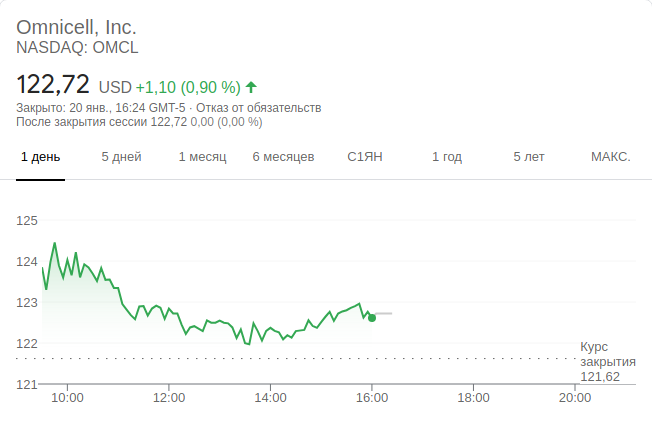 Omnicell, Inc.
NASDAQ: OMCL
122,72 USD +1,10 (0,90 %)
Закрыто: 20 янв., 16:24 GMT-5 · Отказ от обязательств
После закрытия сессии 122,72 0,00 (0,00 %)
1 день 5 дней 1 месяц 6 месяцев С1ЯН 1 год 5 лет МАКС.
125
124
123
122
Курс
закрытия
121,62
121
10:00 12:00 14:00 16:00 18:00 20:00